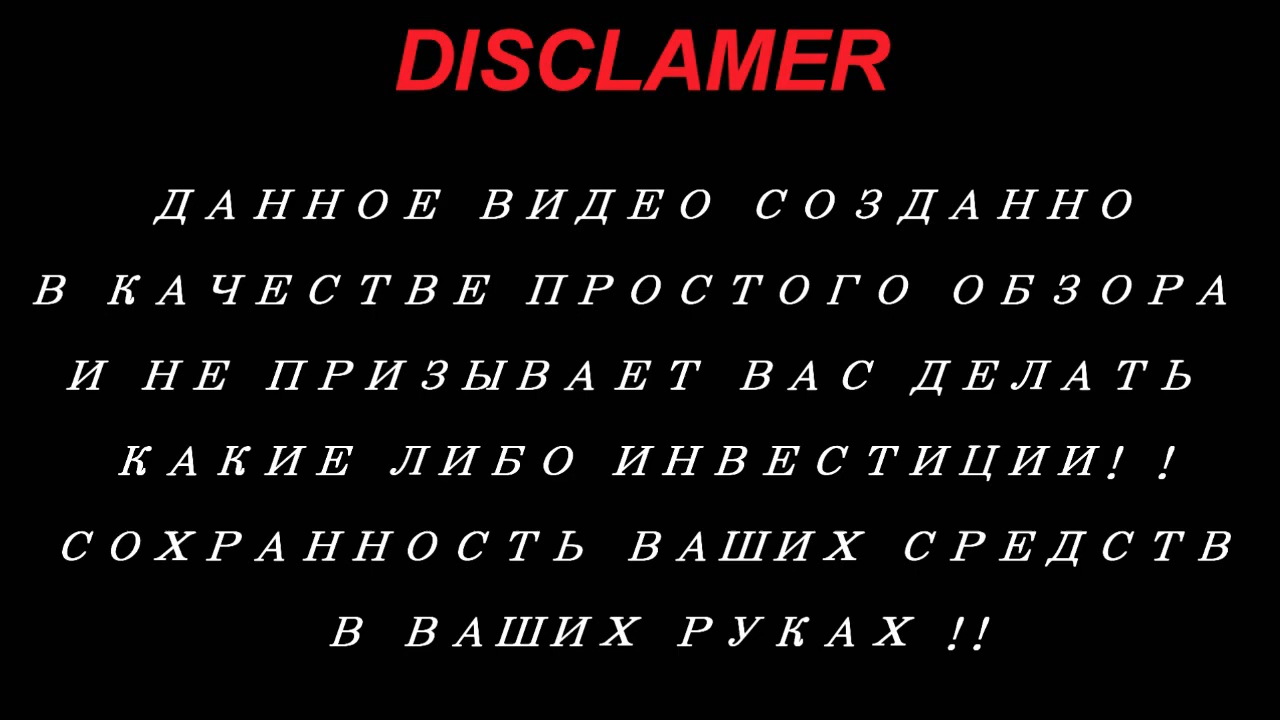 DISCLAMER
ДАННОЕ ВИДЕО СОЗДАННО
В КАЧЕСТВЕ ПРОСТОГО ОБЗОРА
И НЕ ПРИЗЫВАЕТ ВАС ДЕЛАТЬ
КАКИЕ ЛИБО ИНВЕСТИЦИИ! !
СОХРАННОСТЬ ВАШИХ СРЕДСТВ
В ВАШИХ РУКАХ !!